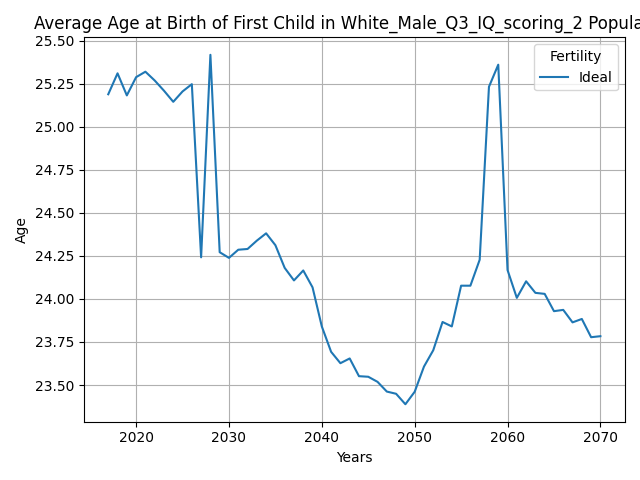 Average Age at Birth of First Child in White_Male_Q3_IQ_scoring_2 Popula
25.50
25.25
25.00
24.75
24.50
24.25
24.00
23.75
23.50
Age
Fertility
Ideal
2020 2030 2040 2050 2060 2070
Years